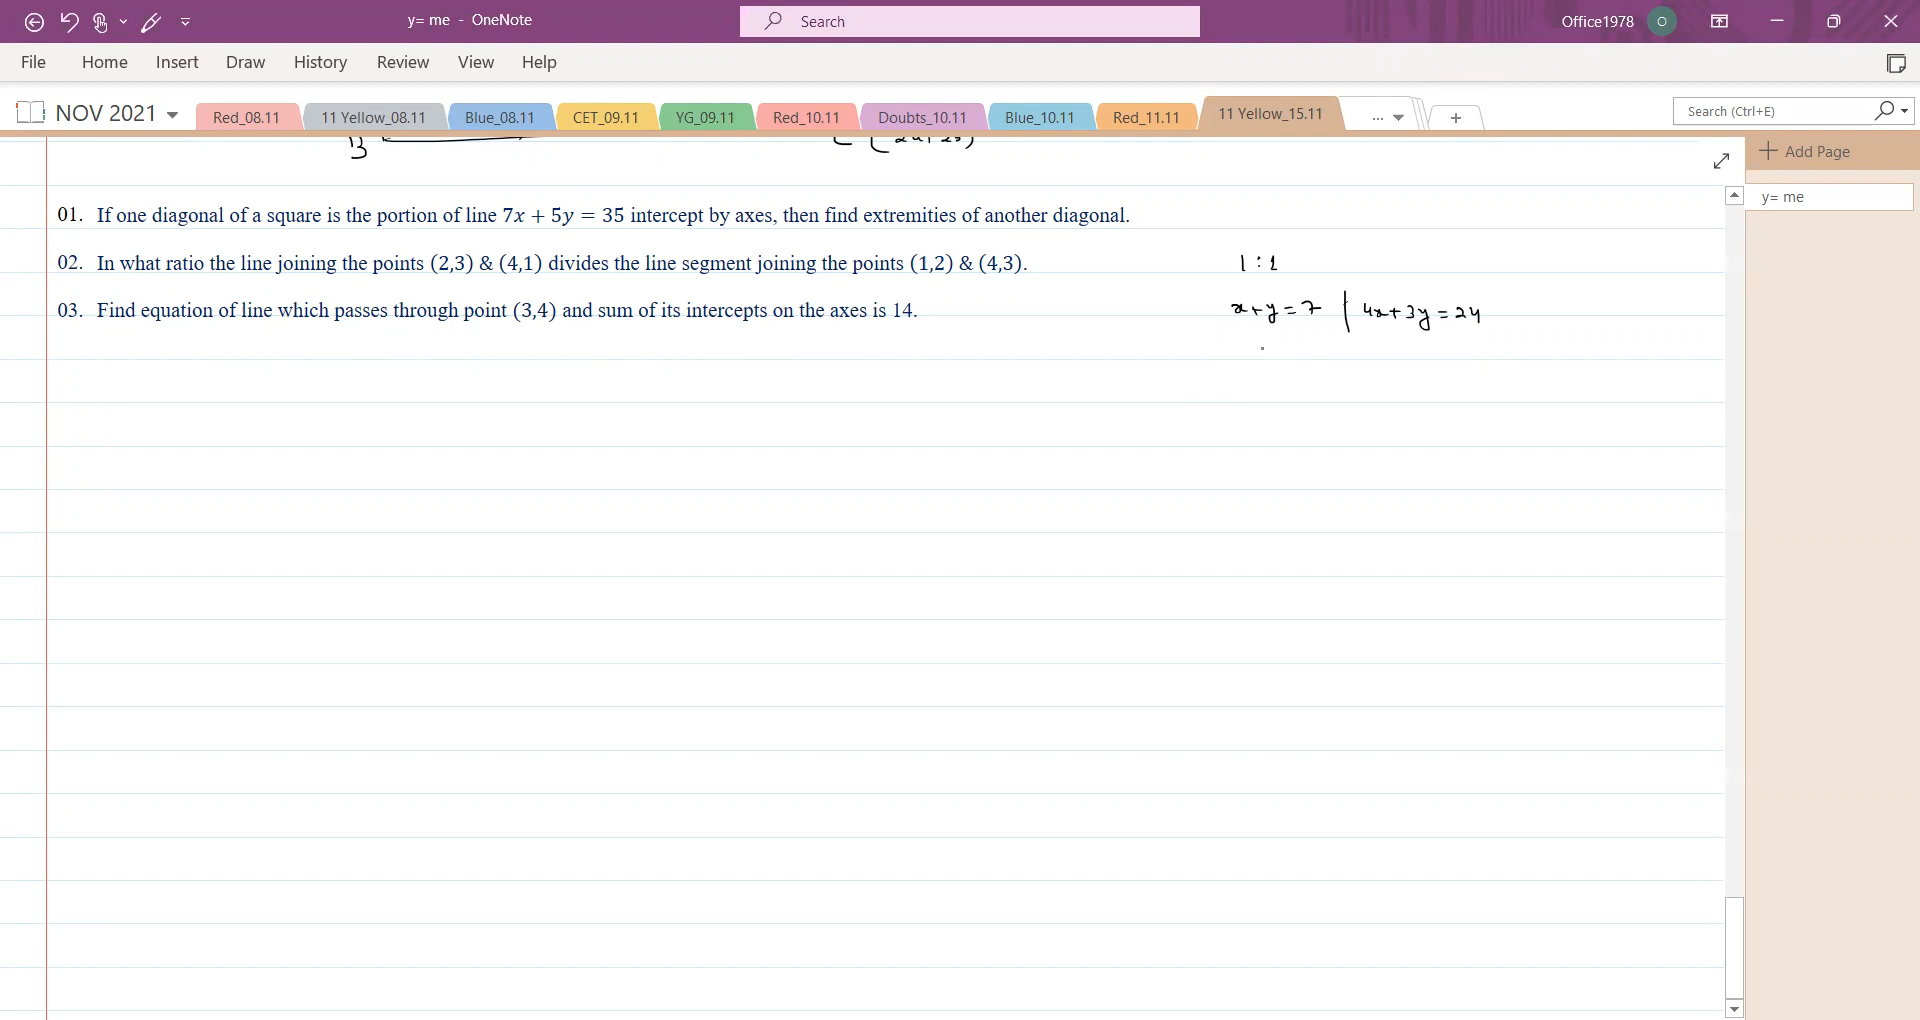 y= me - OneNote
Search
Office1978
O
File Home Insert Draw History Review View Help
NOV 2021
Red_08.11 11 Yellow_08.11 Blue_08.11 CET_09.11 YG_09.11 Red_10.11 Doubts_10.11 Blue_10.11 Red_11.11 11 Yellow_15.11 ... +
Search (Ctrl+E)
Add Page
y= me
01. If one diagonal of a square is the portion of line 7x + 5y = 35 intercept by axes, then find extremities of another diagonal.
02. In what ratio the line joining the points (2,3) & (4,1) divides the line segment joining the points (1,2) & (4,3). 1 : 1
03. Find equation of line which passes through point (3,4) and sum of its intercepts on the axes is 14. x+y=7 | 4x+3y=24